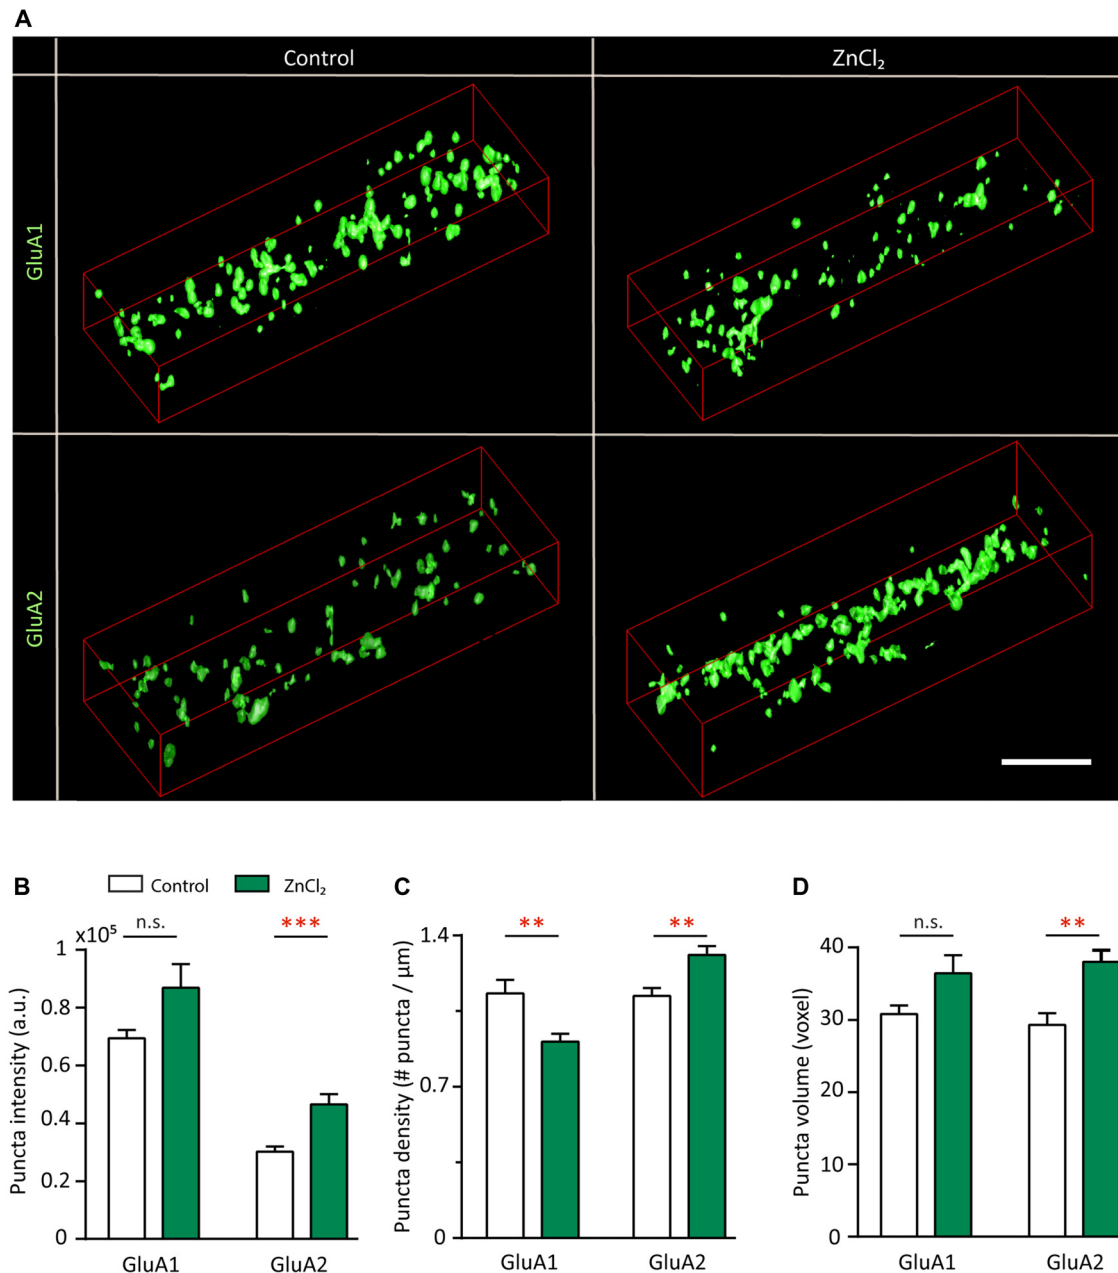 A
Control
ZnCl₂
GluA1
GluA2
B
Control
ZnCl₂
n.s.
***
x10⁵
1
0.8
0.6
0.4
0.2
0
Puncta intensity (a.u.)
GluA1
GluA2
C
**
**
1.4
0.7
0
Puncta density (# puncta / μm)
GluA1
GluA2
D
n.s.
**
40
30
20
10
0
Puncta volume (voxel)
GluA1
GluA2